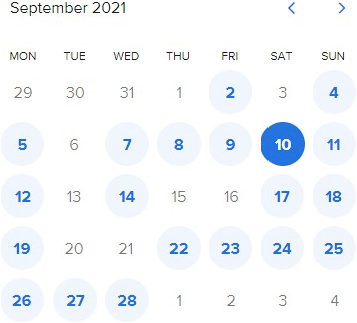 September 2021
MON TUE WED THU FRI SAT SUN
29 30 31 1 2 3 4
5 6 7 8 9 10 11
12 13 14 15 16 17 18
19 20 21 22 23 24 25
26 27 28 1 2 3 4